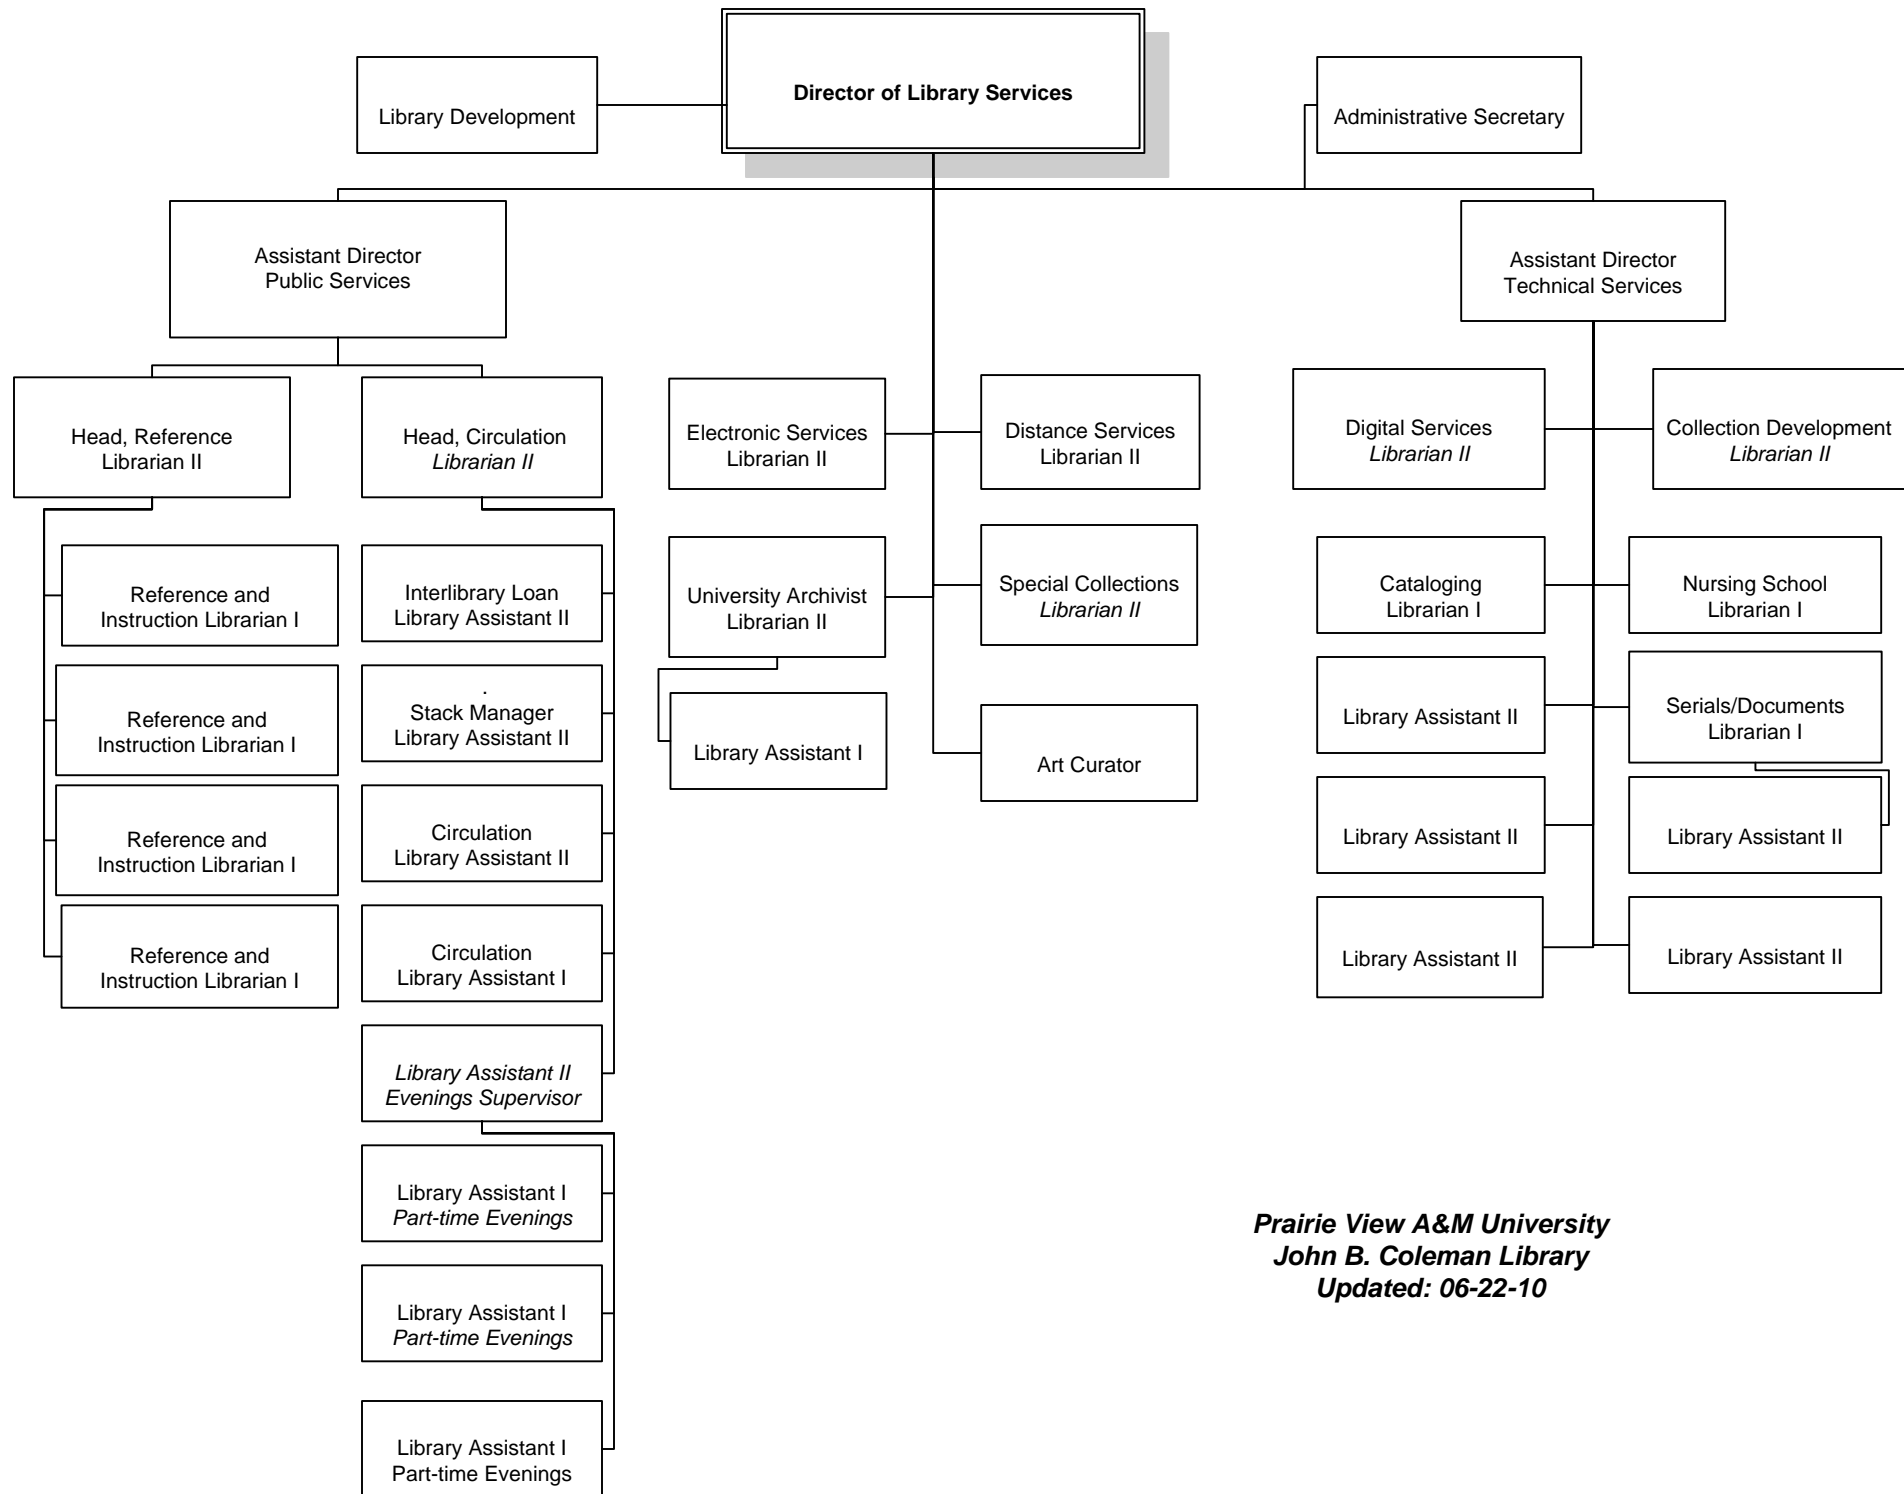 Director of Library Services
Library Development
Administrative Secretary
Assistant Director
Public Services
Assistant Director
Technical Services
Head, Reference
Librarian II
Head, Circulation
Librarian II
Electronic Services
Librarian II
Distance Services
Librarian II
Digital Services
Librarian II
Collection Development
Librarian II
Reference and
Instruction Librarian I
Interlibrary Loan
Library Assistant II
University Archivist
Librarian II
Special Collections
Librarian II
Cataloging
Librarian I
Nursing School
Librarian I
Reference and
Instruction Librarian I
.
Stack Manager
Library Assistant II
Library Assistant I
Art Curator
Library Assistant II
Serials/Documents
Librarian I
Reference and
Instruction Librarian I
Circulation
Library Assistant II
Library Assistant II
Library Assistant II
Reference and
Instruction Librarian I
Circulation
Library Assistant I
Library Assistant II
Library Assistant II
Library Assistant II
Evenings Supervisor
Library Assistant I
Part-time Evenings
Library Assistant I
Part-time Evenings
Library Assistant I
Part-time Evenings
Prairie View A&M University
John B. Coleman Library
Updated: 06-22-10